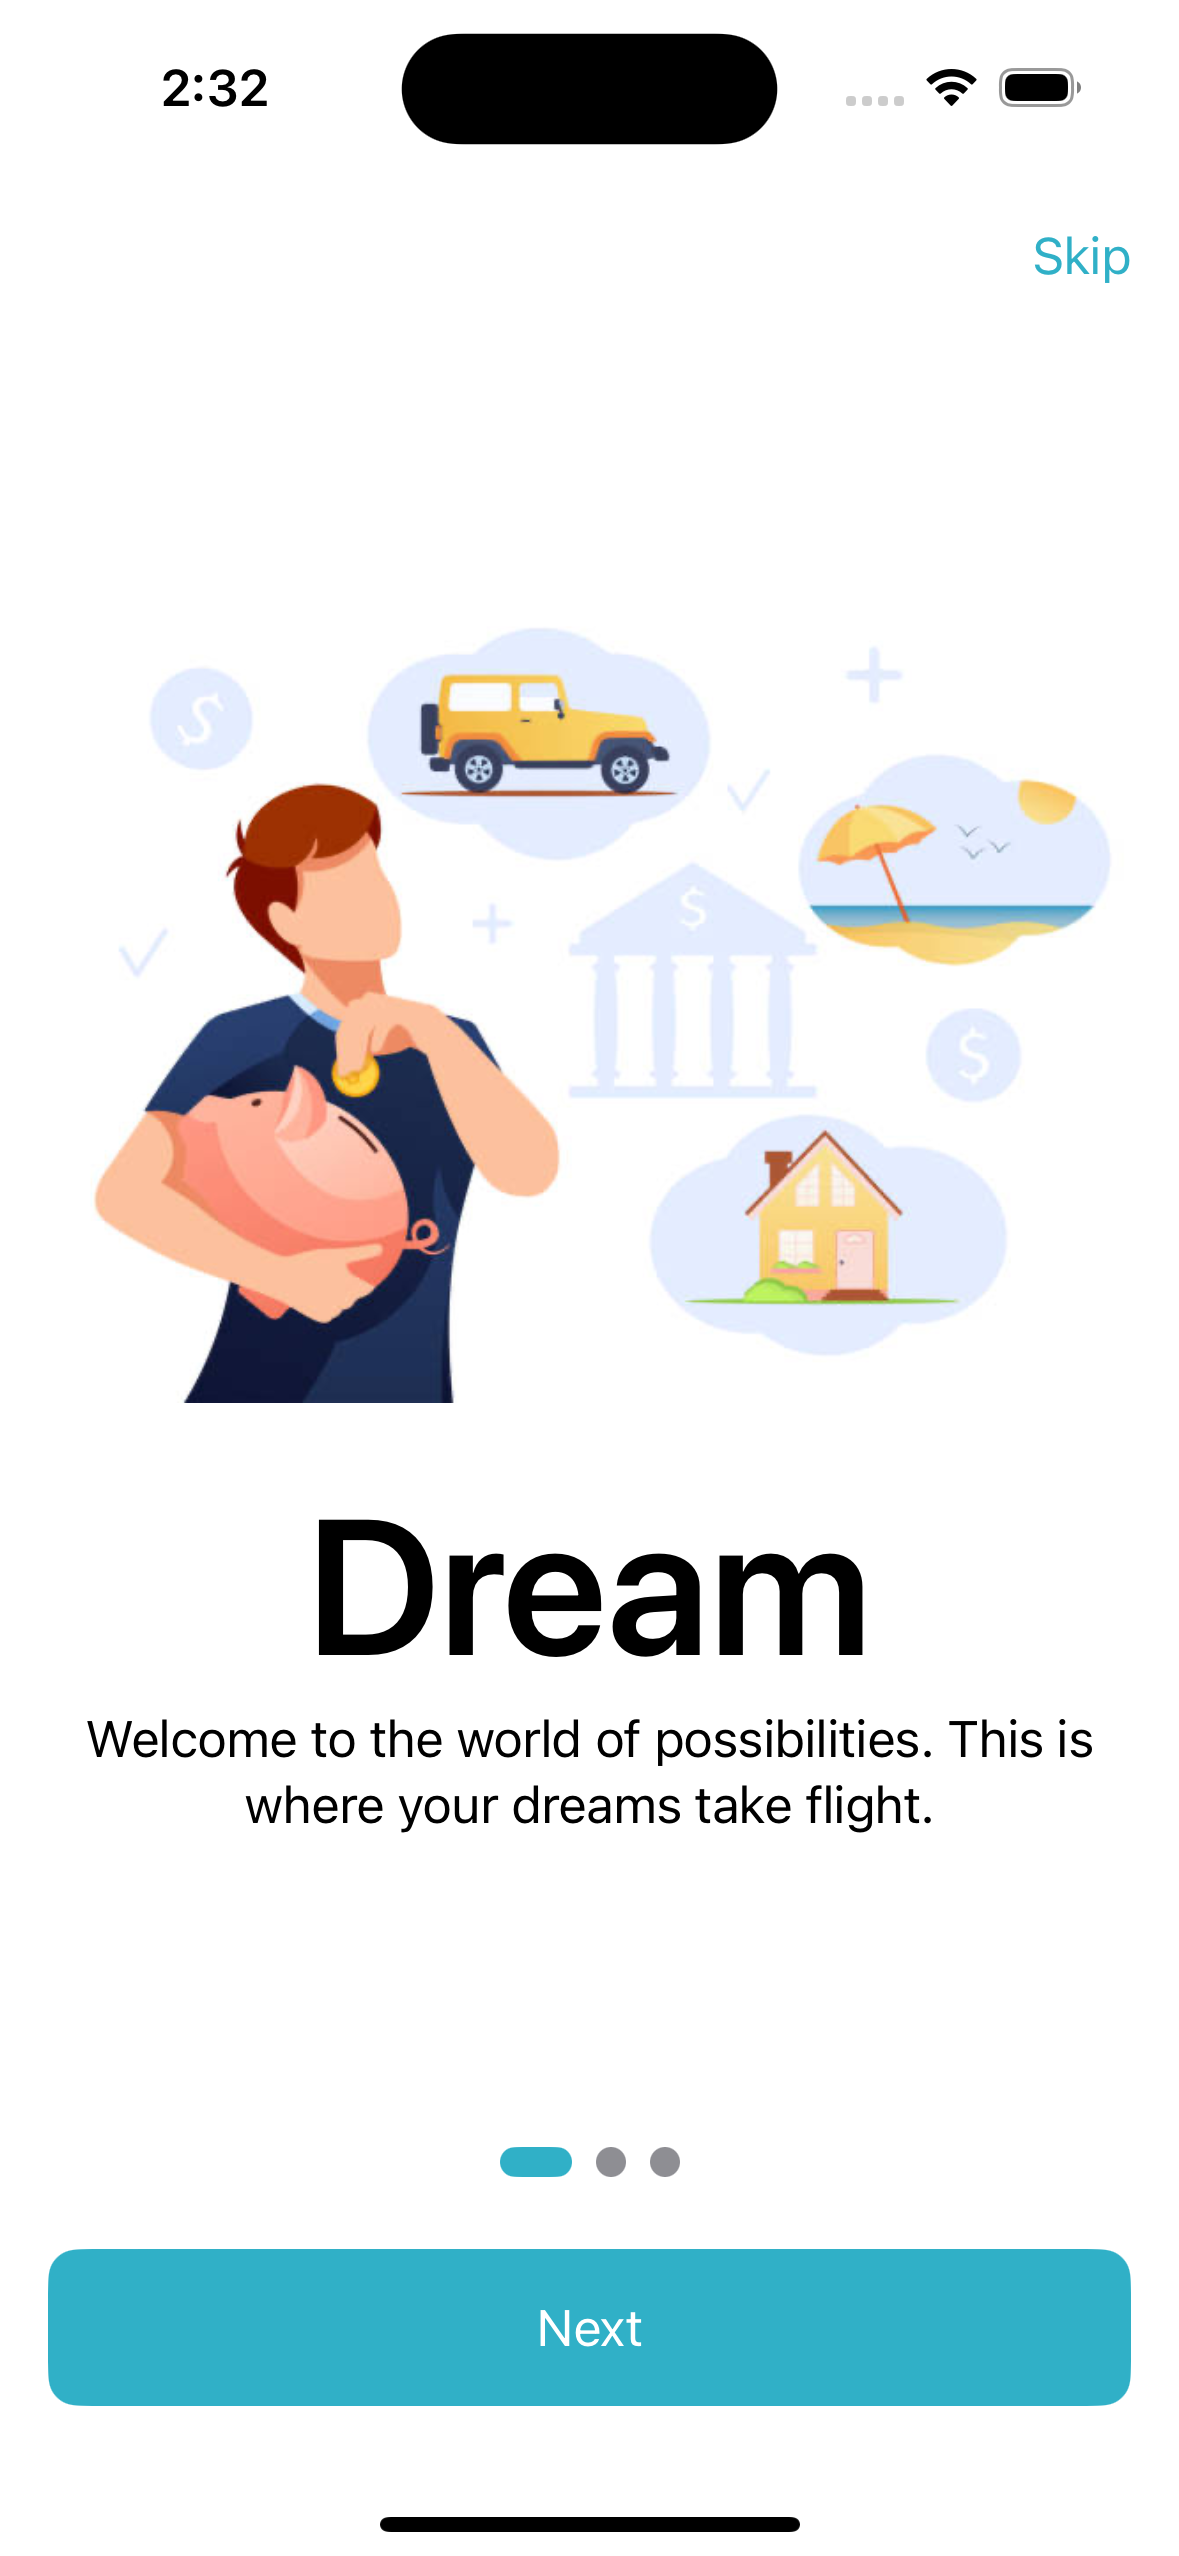 2:32
Skip
$
$
$
Dream
Welcome to the world of possibilities. This is
where your dreams take flight.
Next